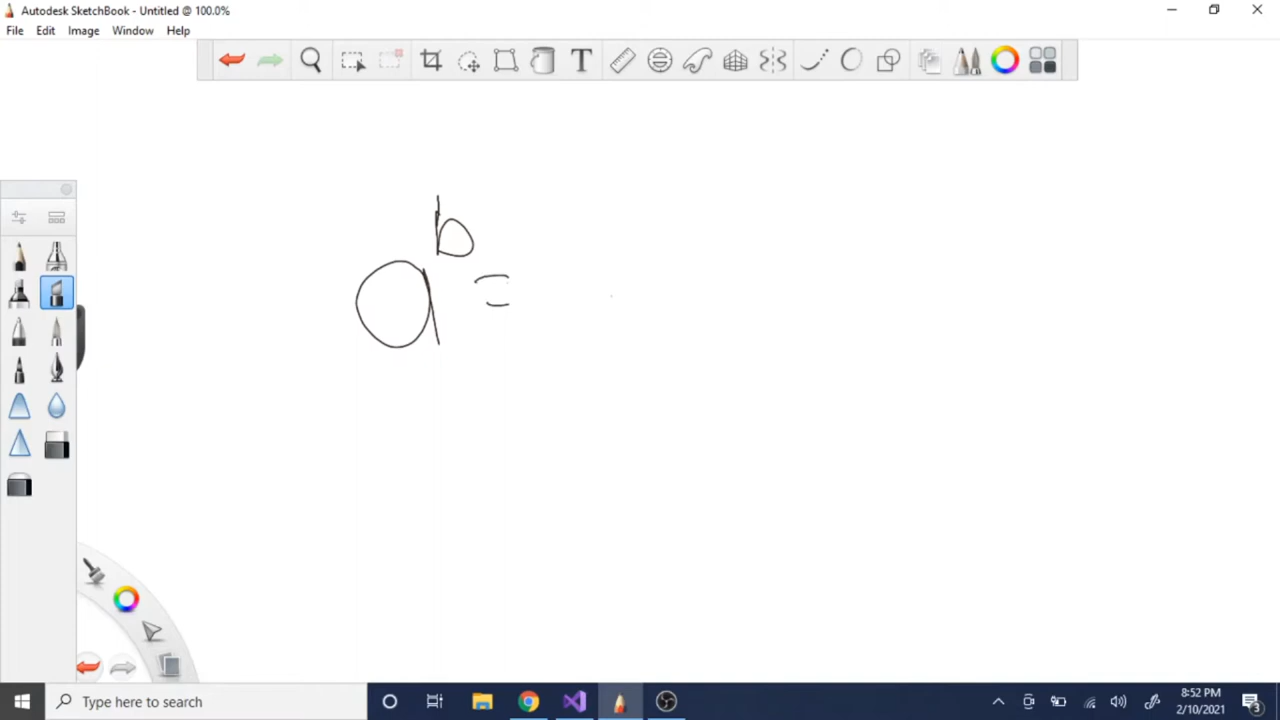 Autodesk SketchBook - Untitled @ 100.0%
File Edit Image Window Help
T
b
a =
Type here to search
8:52 PM
2/10/2021
3